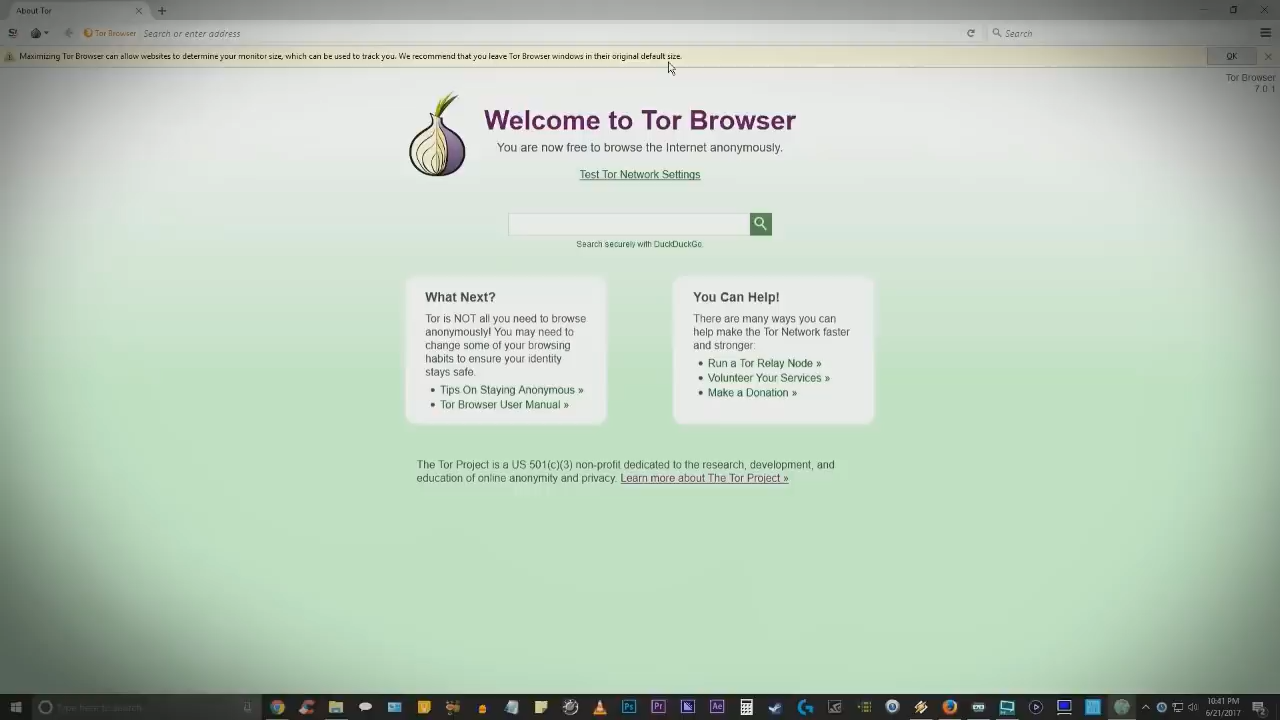 About Tor
Tor Browser
Search or enter address
Search
Maximizing Tor Browser can allow websites to determine your monitor size, which can be used to track you. We recommend that you leave Tor Browser windows in their original default size.
OK
Tor Browser
7.0.1
Welcome to Tor Browser
You are now free to browse the Internet anonymously.
Test Tor Network Settings
Search securely with DuckDuckGo.
What Next?
Tor is NOT all you need to browse
anonymously! You may need to
change some of your browsing
habits to ensure your identity
stays safe.
Tips On Staying Anonymous »
Tor Browser User Manual »
You Can Help!
There are many ways you can
help make the Tor Network faster
and stronger:
Run a Tor Relay Node »
Volunteer Your Services »
Make a Donation »
The Tor Project is a US 501(c)(3) non-profit dedicated to the research, development, and
education of online anonymity and privacy. Learn more about The Tor Project »
Type here to search
Ps
Pr
Ae
10:41 PM
6/21/2017